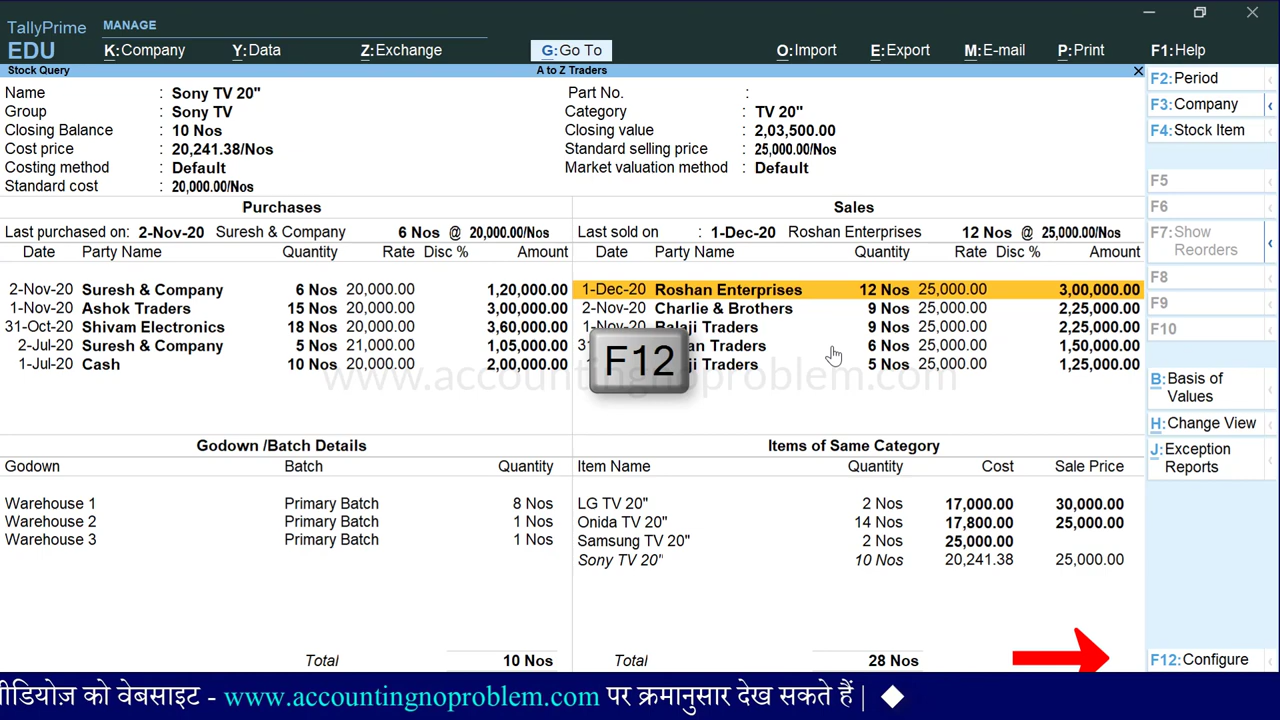 TallyPrime MANAGE
EDU K:Company Y:Data Z:Exchange G:Go To O:Import E:Export M:E-mail P:Print F1:Help
Stock Query A to Z Traders
Name : Sony TV 20" Part No. :
Group : Sony TV Category : TV 20"
Closing Balance : 10 Nos Closing value : 2,03,500.00
Cost price : 20,241.38/Nos Standard selling price : 25,000.00/Nos
Costing method : Default Market valuation method : Default
Standard cost : 20,000.00/Nos
Purchases Sales
Last purchased on: 2-Nov-20 Suresh & Company 6 Nos @ 20,000.00/Nos Last sold on : 1-Dec-20 Roshan Enterprises 12 Nos @ 25,000.00/Nos
Date Party Name Quantity Rate Disc % Amount Date Party Name Quantity Rate Disc % Amount
2-Nov-20 Suresh & Company 6 Nos 20,000.00 1,20,000.00 1-Dec-20 Roshan Enterprises 12 Nos 25,000.00 3,00,000.00
1-Nov-20 Ashok Traders 15 Nos 20,000.00 3,00,000.00 2-Nov-20 Charlie & Brothers 9 Nos 25,000.00 2,25,000.00
31-Oct-20 Shivam Electronics 18 Nos 20,000.00 3,60,000.00 1-Nov-20 Balaji Traders 9 Nos 25,000.00 2,25,000.00
2-Jul-20 Suresh & Company 5 Nos 21,000.00 1,05,000.00 Traders 6 Nos 25,000.00 1,50,000.00
1-Jul-20 Cash 10 Nos 20,000.00 2,00,000.00 Traders 5 Nos 25,000.00 1,25,000.00
F12
www.accountingnoproblem.com
Godown /Batch Details Items of Same Category
Godown Batch Quantity Item Name Quantity Cost Sale Price
Warehouse 1 Primary Batch 8 Nos LG TV 20" 2 Nos 17,000.00 30,000.00
Warehouse 2 Primary Batch 1 Nos Onida TV 20" 14 Nos 17,800.00 25,000.00
Warehouse 3 Primary Batch 1 Nos Samsung TV 20" 2 Nos 25,000.00
Sony TV 20" 10 Nos 20,241.38 25,000.00
Total 10 Nos Total 28 Nos
F2:Period
F3:Company
F4:Stock Item
F5
F6
F7:Show
Reorders
F8
F9
F10
B:Basis of
Values
H:Change View
J:Exception
Reports
F12:Configure
को वेबसाइट - www.accountingnoproblem.com पर क्रमानुसार देख सकते हैं |